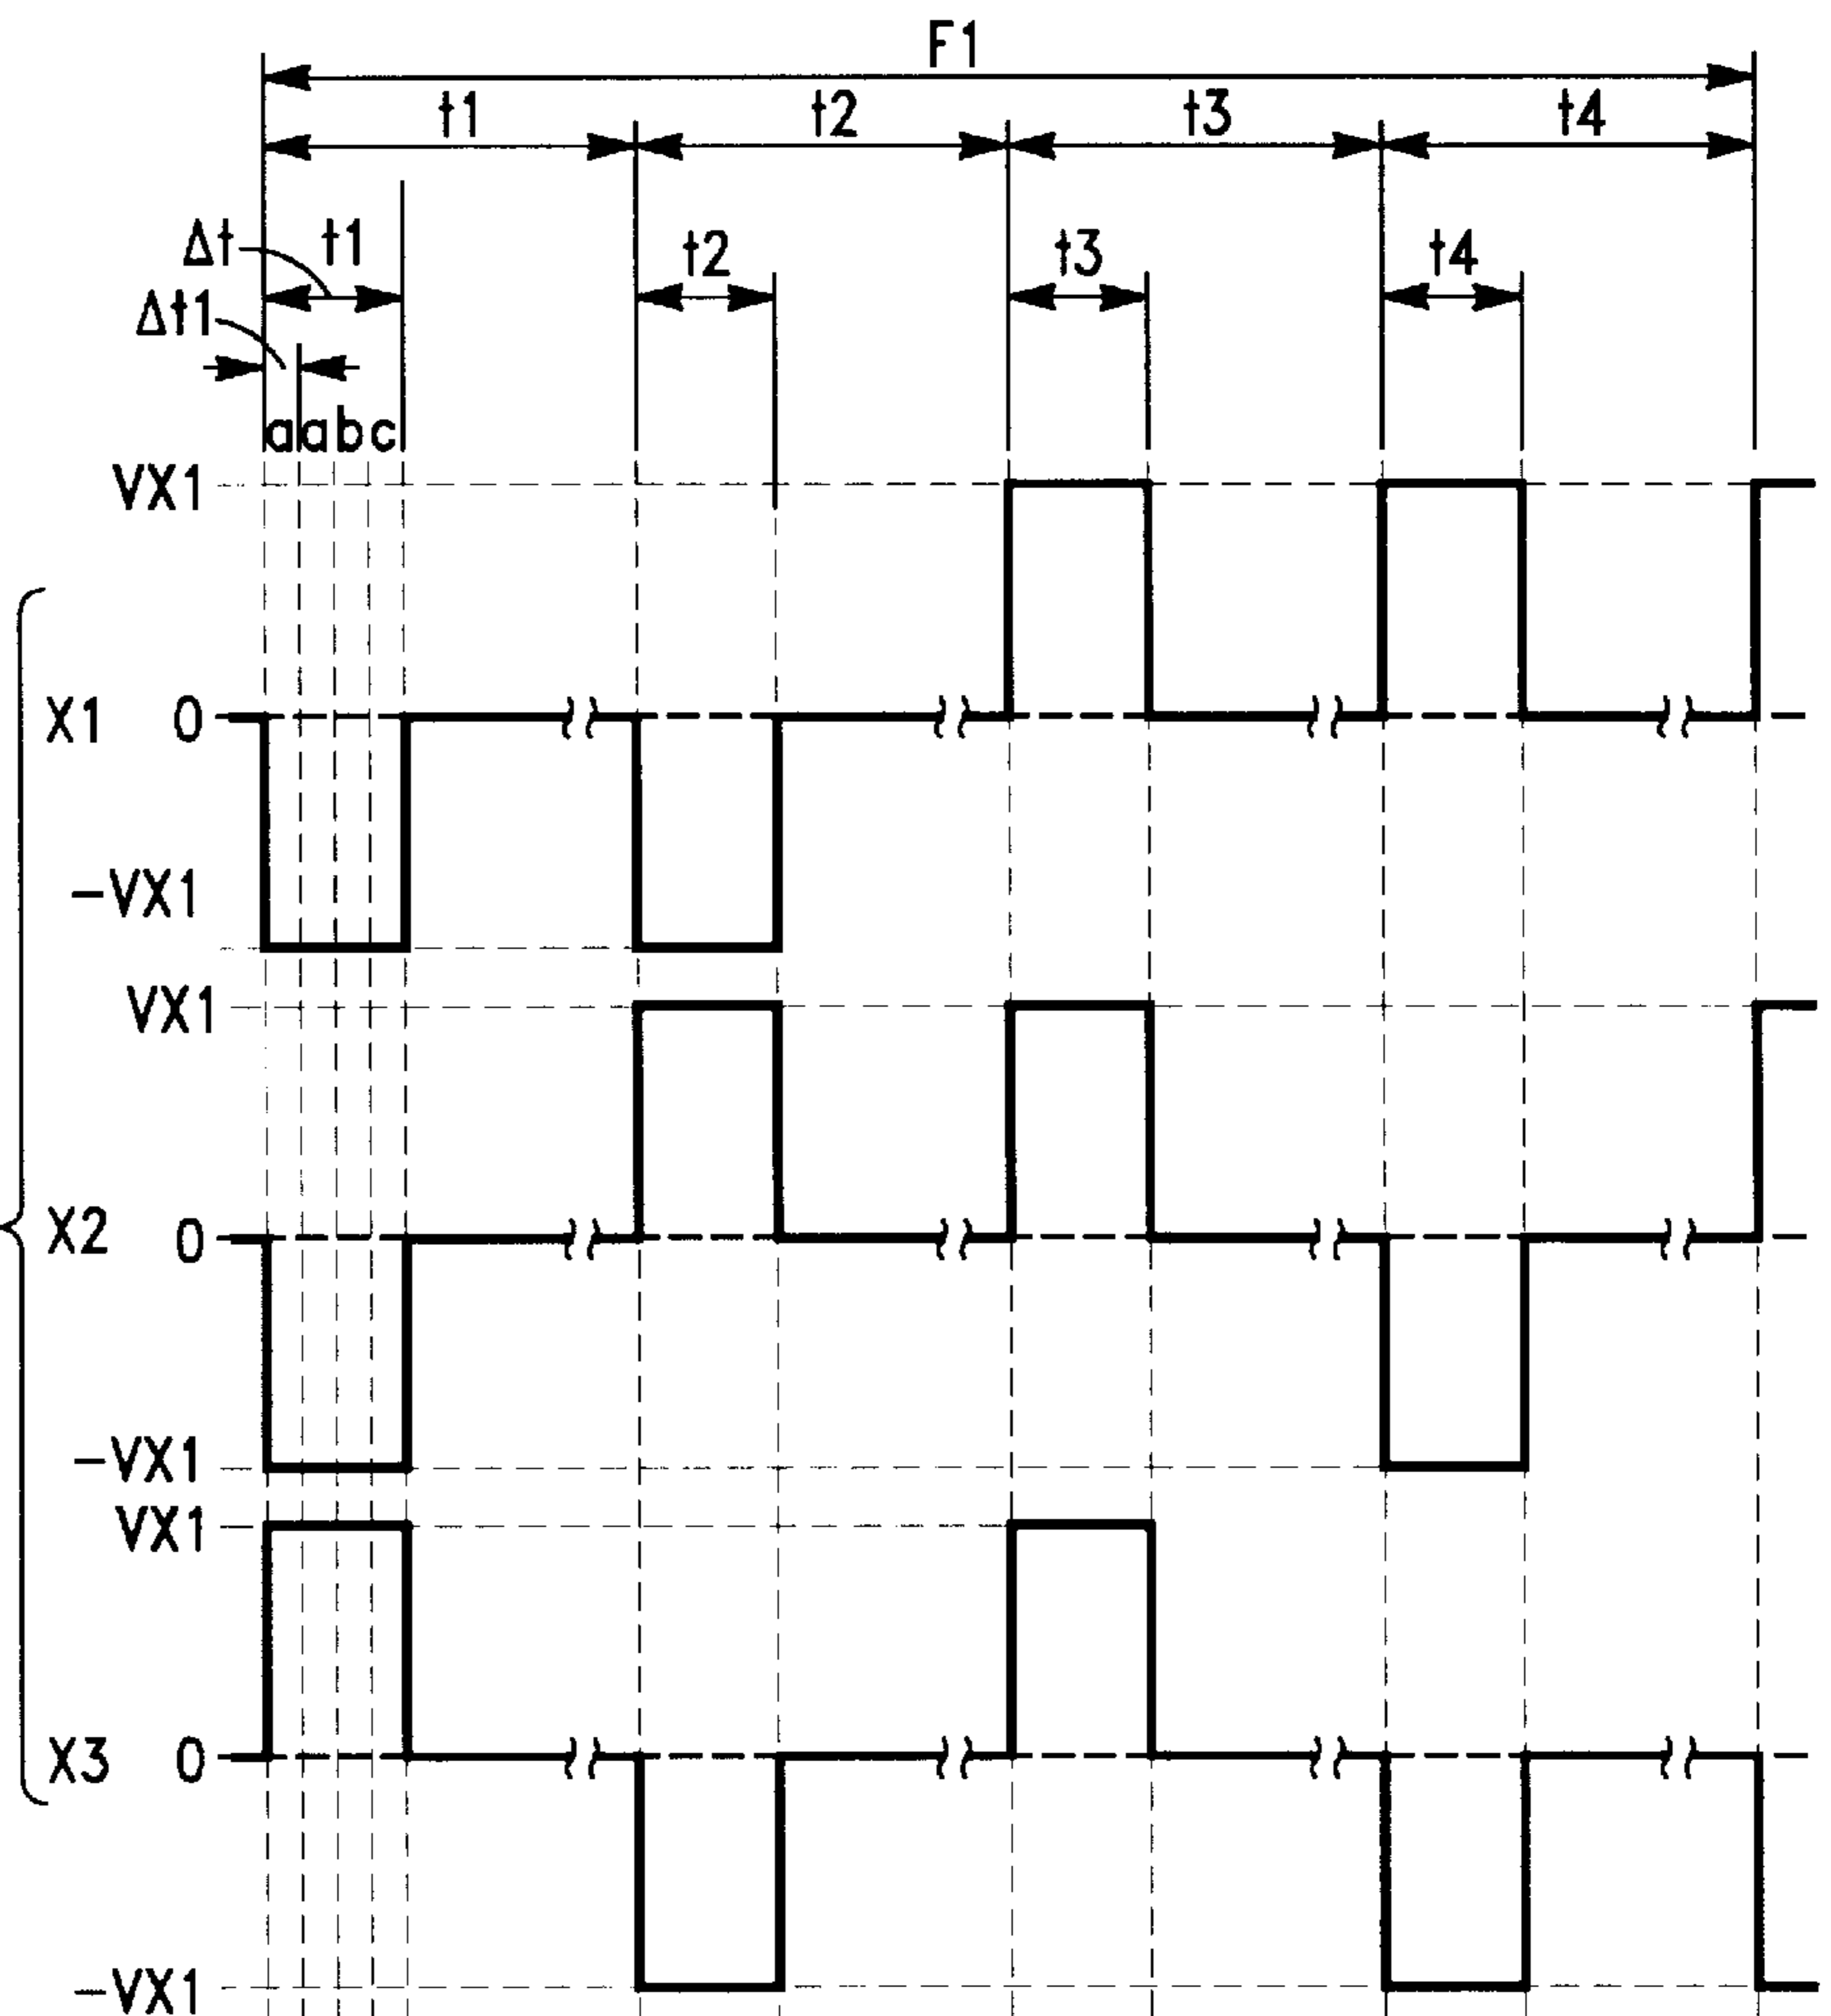 F1
t1 t2 t3 t4
Δt t1 t2 t3 t4
Δt1
a a b c
VX1
X1 0
-VX1
VX1
X2 0
-VX1
VX1
X3 0
-VX1